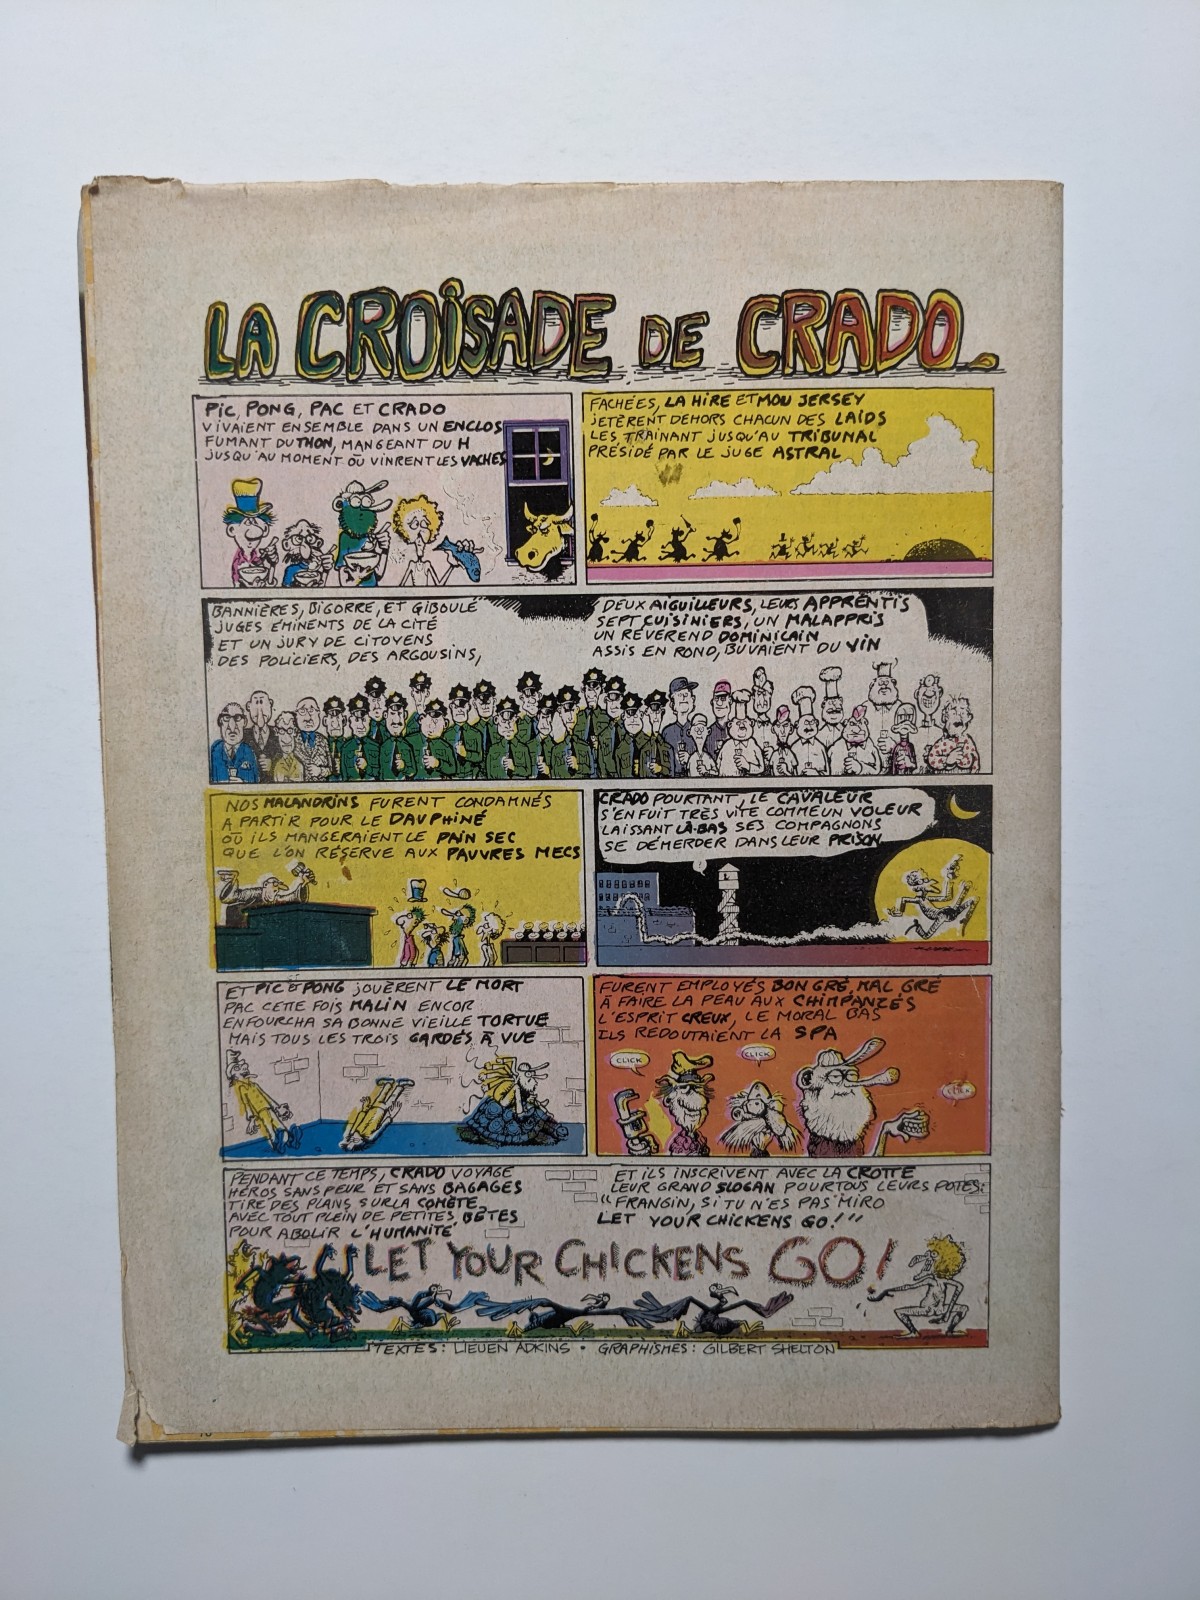 LA CROISADE DE CRADO.
PIC, PONG, PAC ET CRADO
VIVAIENT ENSEMBLE DANS UN ENCLOS
FUMANT DU THON, MANGEANT DU H
JUSQU'AU MOMENT OÙ VINRENT LES VACHES
FACHÉES, LA HIRE ET MOU JERSEY
JETÈRENT DEHORS CHACUN DES LAIDS
LES TRAÎNANT JUSQU'AU TRIBUNAL
PRÉSIDÉ PAR LE JUGE ASTRAL
BANNIÈRES, BIGORRE, ET GIBOULÉ
JUGES ÉMINENTS DE LA CITÉ
ET UN JURY DE CITOYENS
DES POLICIERS, DES ARGOUSINS,
DEUX AIGUILLEURS, LEURS APPRENTIS
SEPT CUISINIERS, UN MALAPPRIS
UN RÉVÉREND DOMINICAIN
ASSIS EN ROND, BUVAIENT DU VIN
NOS MALANDRINS FURENT CONDAMNÉS
A PARTIR POUR LE DAUPHINÉ
OÙ ILS MANGERAIENT LE PAIN SEC
QUE L'ON RÉSERVE AUX PAUVRES MECS
CRADO POURTANT, LE CAVALEUR
S'ENFUIT TRÈS VITE COMME UN VOLEUR
LAISSANT LÀ-BAS SES COMPAGNONS
SE DÉMERDER DANS LEUR PRISON
ET PIC & PONG JOUÈRENT LE MORT
PAC CETTE FOIS MALIN ENCOR
ENFOURCHA SA BONNE VIEILLE TORTUE
MAIS TOUS LES TROIS GARDÉS À VUE
FURENT EMPLOYÉS BON GRÉ, MAL GRÉ
À FAIRE LA PEAU AUX CHIMPANZÉS
L'ESPRIT CREUX, LE MORAL BAS
ILS REDOUTAIENT LA SPA
CLICK
CLICK
CLICK
PENDANT CE TEMPS, CRADO VOYAGE
HÉROS SANS PEUR ET SANS BAGAGES
TIRE DES PLANS SUR LA COMÈTE
AVEC TOUT PLEIN DE PETITES BÊTES
POUR ABOLIR L'HUMANITÉ
ET ILS INSCRIVENT AVEC LA CROTTE
LEUR GRAND SLOGAN POUR TOUS LEURS POTES:
"FRANGIN, SI TU N'ES PAS MIRO
LET YOUR CHICKENS GO!"
LET YOUR CHICKENS GO!
TEXTES: LIEUEN ADKINS • GRAPHISMES: GILBERT SHELTON